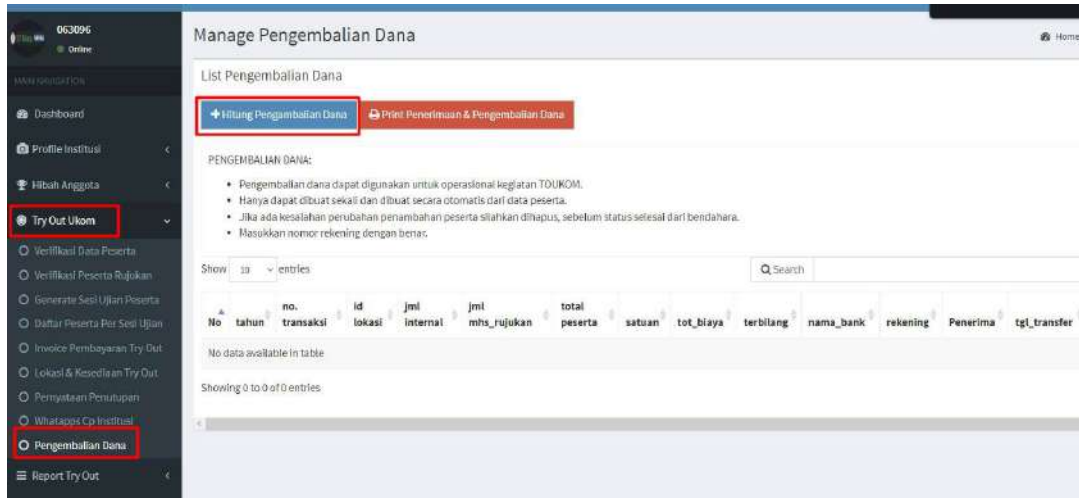 063096
Online
Manage Pengembalian Dana
Home
MAIN NAVIGATION
List Pengembalian Dana
Dashboard
Hitung Pengambalian Dana
Print Penerimaan & Pengembalian Dana
Profile Institusi
PENGEMBALIAN DANA:
Hibah Anggota
Pengembalian dana dapat digunakan untuk operasional kegiatan TOUKOM.
Hanya dapat dibuat sekali dan dibuat secara otomatis dari data peserta.
Try Out Ukom
Jika ada kesalahan perubahan penambahan peserta silahkan dihapus, sebelum status selesai dari bendahara.
Masukkan nomor rekening dengan benar.
Verifikasi Data Peserta
Verifikasi Peserta Rujukan
Show 10 entries
Search
Generate Sesi Ujian Peserta
Daftar Peserta Per Sesi Ujian
No tahun no. transaksi id lokasi jml internal jml mhs_rujukan total peserta satuan tot_biaya terbilang nama_bank rekening Penerima tgl_transfer
Invoice Pembayaran Try Out
No data available in table
Lokasi & Kesediaan Try Out
Showing 0 to 0 of 0 entries
Pernyataan Penutupan
Whatapps Cp Institusi
Pengembalian Dana
Report Try Out